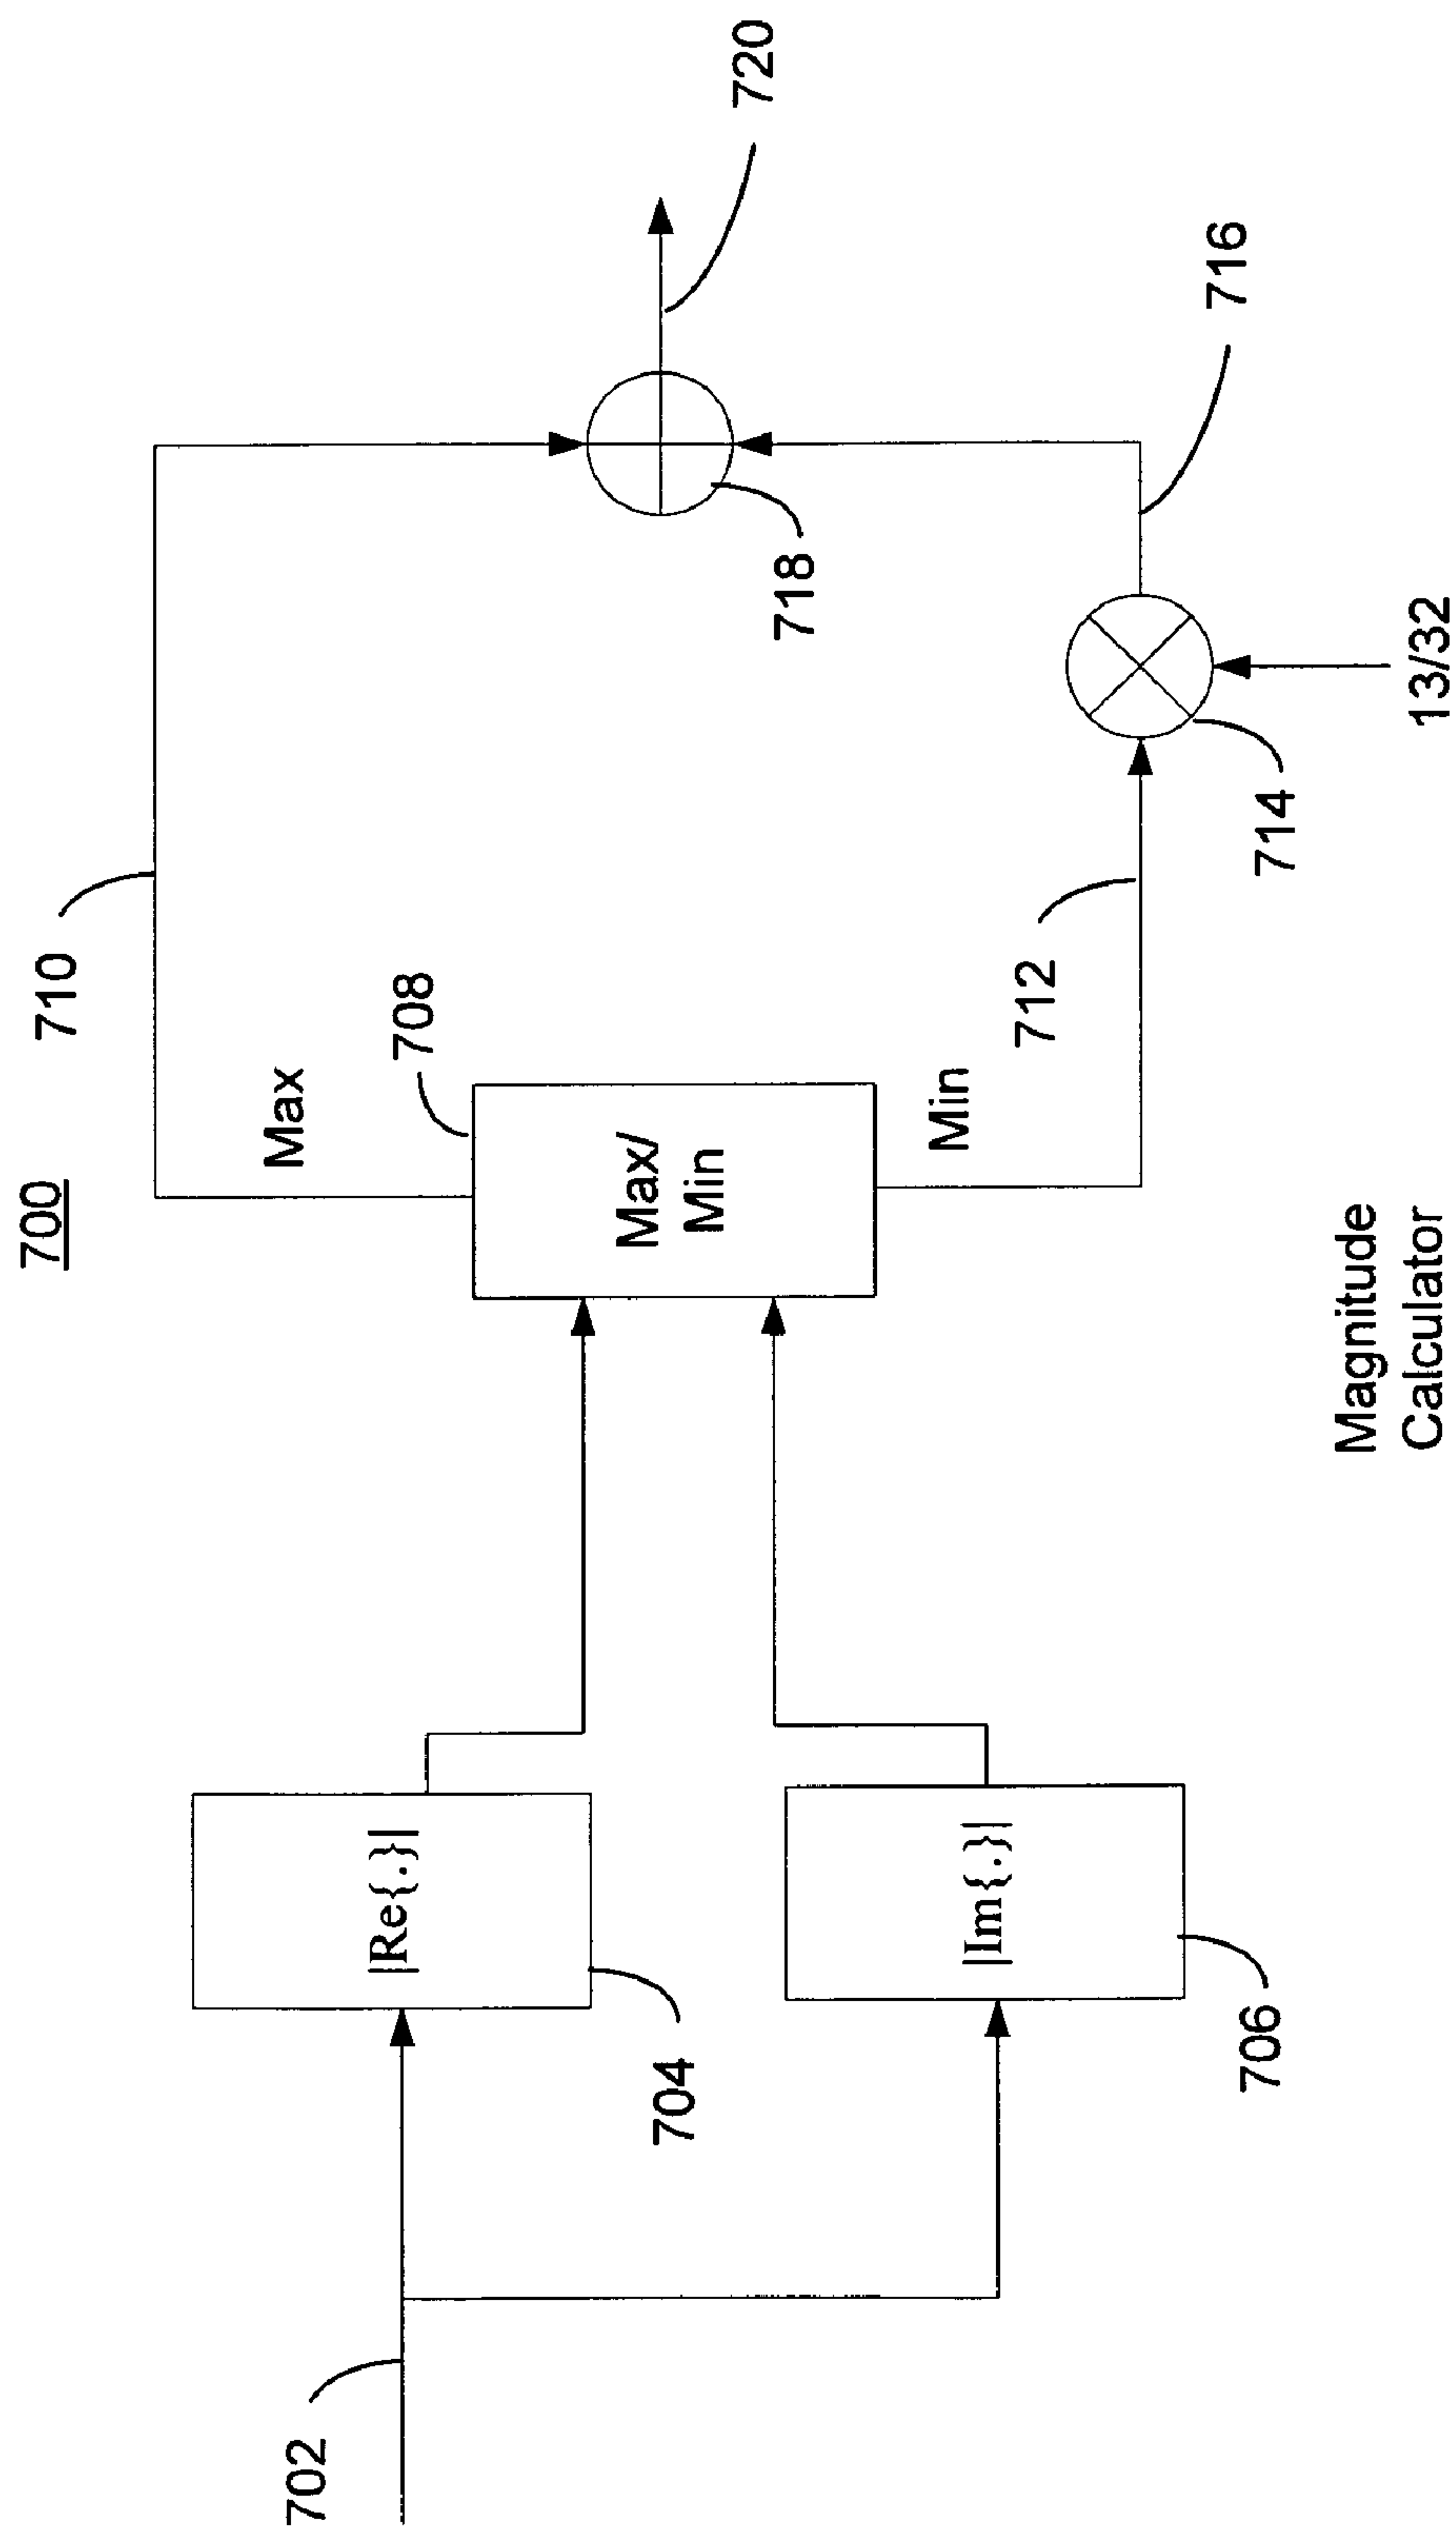 700
710
Max
708
Max/
Min
Min
712
714
13/32
716
718
720
702
|Re{.}|
704
|Im{.}|
706
Magnitude
Calculator